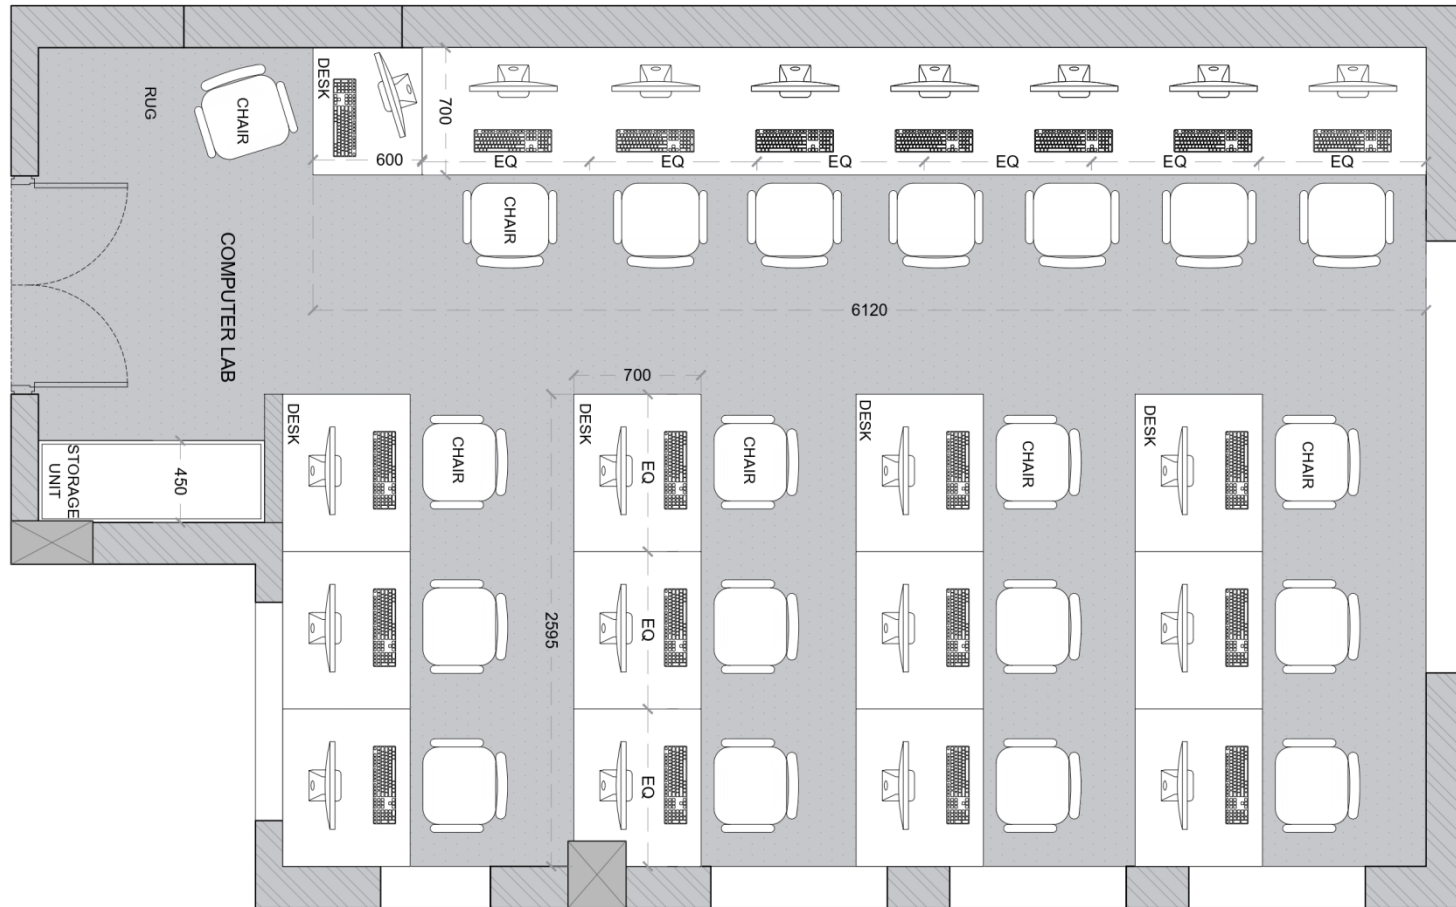 DESK
RUG
CHAIR
700
600
EQ
EQ
EQ
EQ
EQ
EQ
CHAIR
COMPUTER LAB
6120
700
DESK
DESK
DESK
DESK
CHAIR
CHAIR
CHAIR
CHAIR
STORAGE
UNIT
450
EQ
2595
EQ
EQ